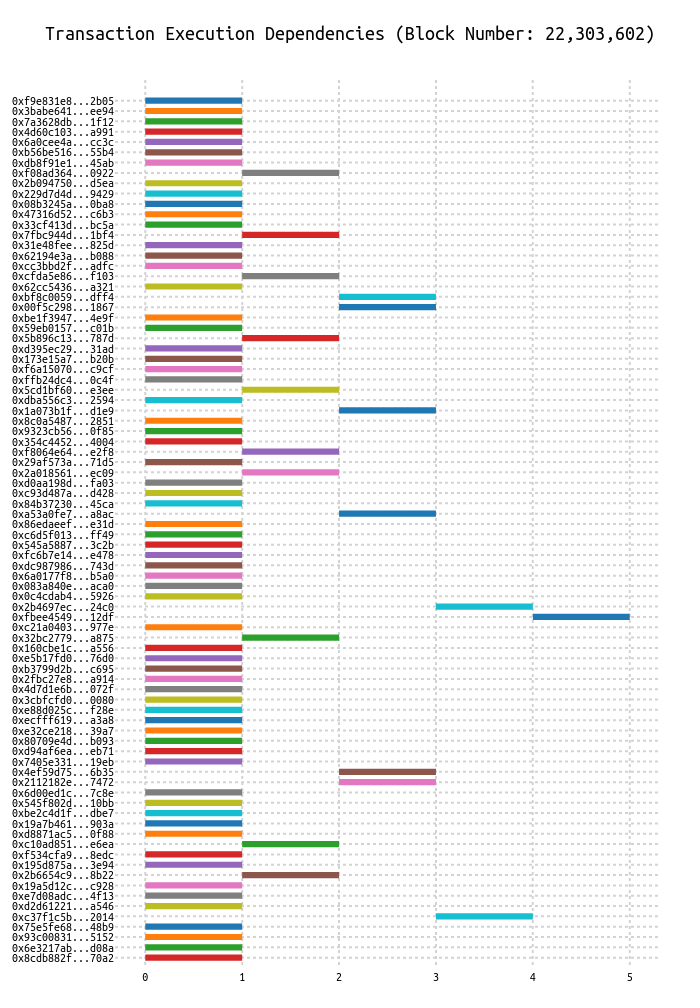 Transaction Execution Dependencies (Block Number: 22,303,602)
0xf9e831e8...2b05
0x3babe641...ee94
0x7a3628db...1f12
0x4d60c103...a991
0x6a0cee4a...cc3c
0xb56be516...55b4
0xdb8f91e1...45ab
0xf08ad364...0922
0x2b094750...d5ea
0x229d7d4d...9429
0x08b3245a...0ba8
0x47316d52...c6b3
0x33cf413d...bc5a
0x7fbc944d...1bf4
0x31e48fee...825d
0x62194e3a...b088
0xcc3bbd2f...adfc
0xcfda5e86...f103
0x62cc5436...a321
0xbf8c0059...dff4
0x00f5c298...1867
0xbe1f3947...4e9f
0x59eb0157...c01b
0x5b896c13...787d
0xd395ec29...31ad
0x173e15a7...b20b
0xf6a15070...c9cf
0xffb24dc4...0c4f
0x5cd1bf60...e3ee
0xdba556c3...2594
0x1a073b1f...d1e9
0x8c0a5487...2851
0x9323cb56...0f85
0x354c4452...4004
0xf8064e64...e2f8
0x29af573a...71d5
0x2a018561...ec09
0xd0aa198d...fa03
0xc93d487a...d428
0x84b37230...45ca
0xa53a0fe7...a8ac
0x86edaeef...e31d
0xc6d5f013...ff49
0x545a5887...3c2b
0xfc6b7e14...e478
0xdc987986...743d
0x6a0177f8...b5a0
0x083a840e...aca0
0x0c4cdab4...5926
0x2b4697ec...24c0
0xfbee4549...12df
0xc21a0403...977e
0x32bc2779...a875
0x160cbe1c...a556
0xe5b17fd0...76d0
0xb3799d2b...c695
0x2fbc27e8...a914
0x4d7d1e6b...072f
0x3cbfcfd0...0080
0xe88d025c...f28e
0xecfff619...a3a8
0xe32ce218...39a7
0x80709e4d...b093
0xd94af6ea...eb71
0x7405e331...19eb
0x4ef59d75...6b35
0x2112182e...7472
0x6d00ed1c...7c8e
0x545f802d...10bb
0xbe2c4d1f...dbe7
0x19a7b461...903a
0xd8871ac5...0f88
0xc10ad851...e6ea
0xf534cfa9...8edc
0x195d875a...3e94
0x2b6654c9...8b22
0x19a5d12c...c928
0xe7d08adc...4f13
0xd2d61221...a546
0xc37f1c5b...2014
0x75e5fe68...48b9
0x93c00831...5152
0x6e3217ab...d08a
0x8cdb882f...70a2
0 1 2 3 4 5